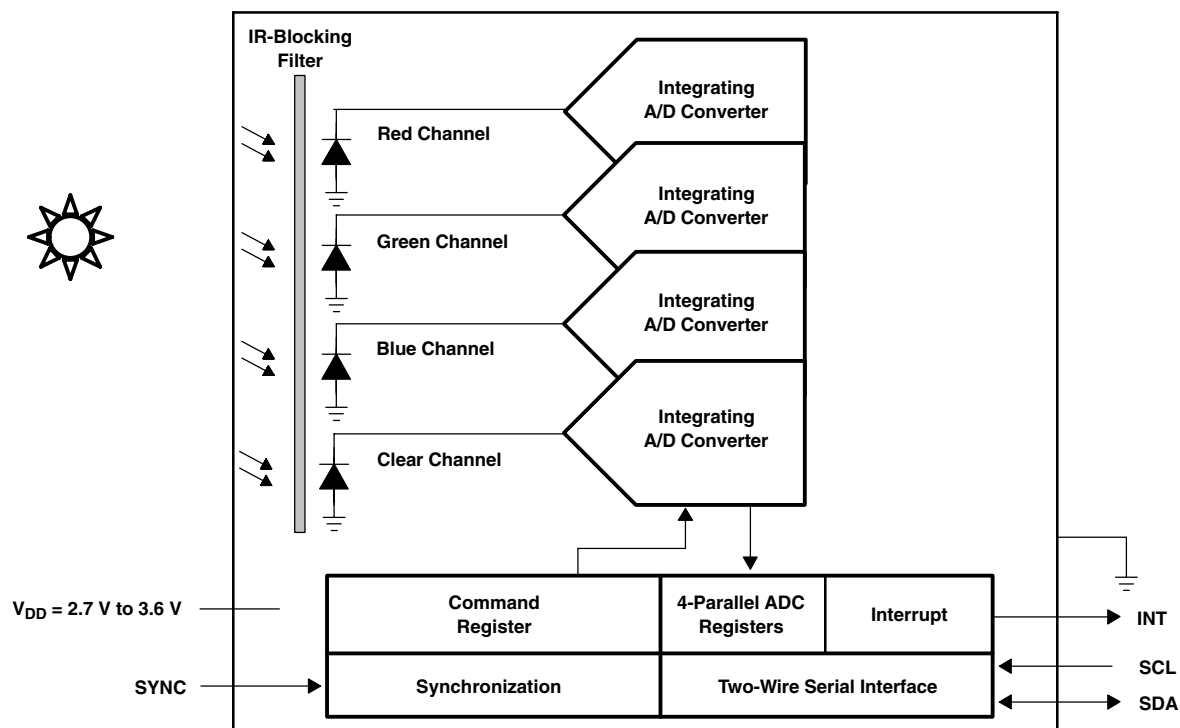 IR-Blocking
Filter
Integrating
A/D Converter
Red Channel
Integrating
A/D Converter
Green Channel
Integrating
A/D Converter
Blue Channel
Integrating
A/D Converter
Clear Channel
VDD = 2.7 V to 3.6 V
Command
Register
4-Parallel ADC
Registers
Interrupt
INT
SCL
SYNC
Synchronization
Two-Wire Serial Interface
SDA